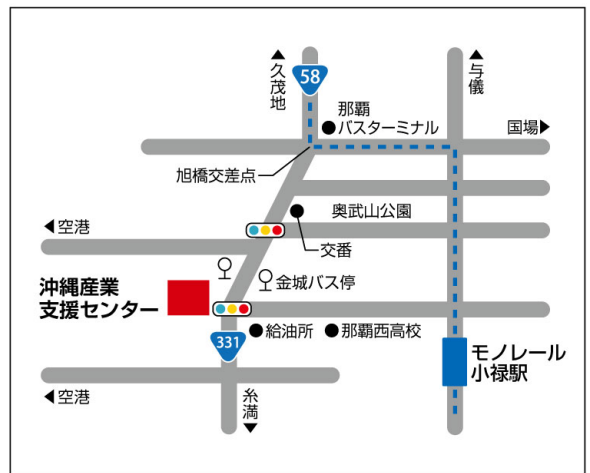 ▲
久茂地
58
▲
与儀
那覇
●バスターミナル
国場▶
旭橋交差点
奥武山公園
◀空港
交番
金城バス停
沖縄産業
支援センター
●給油所 ●那覇西高校
331
モノレール
小禄駅
◀空港
糸満
▼